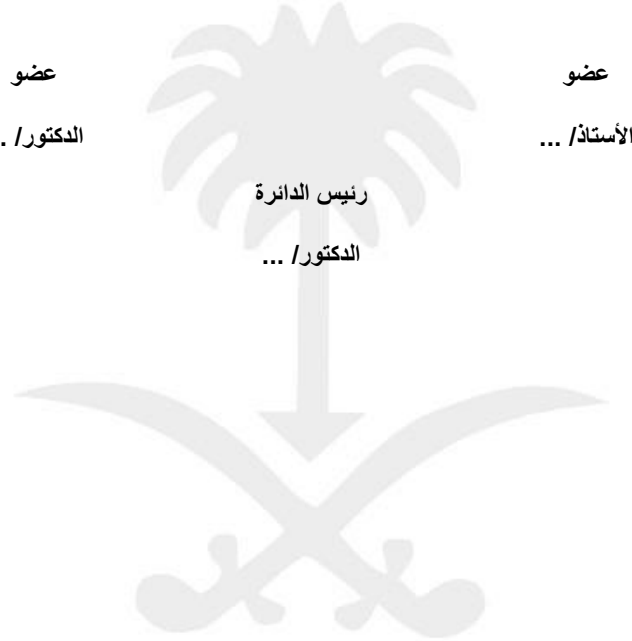 عضو عضو
الأستاذ/ ... الدكتور/ .
رئيس الدائرة
الدكتور/ ...